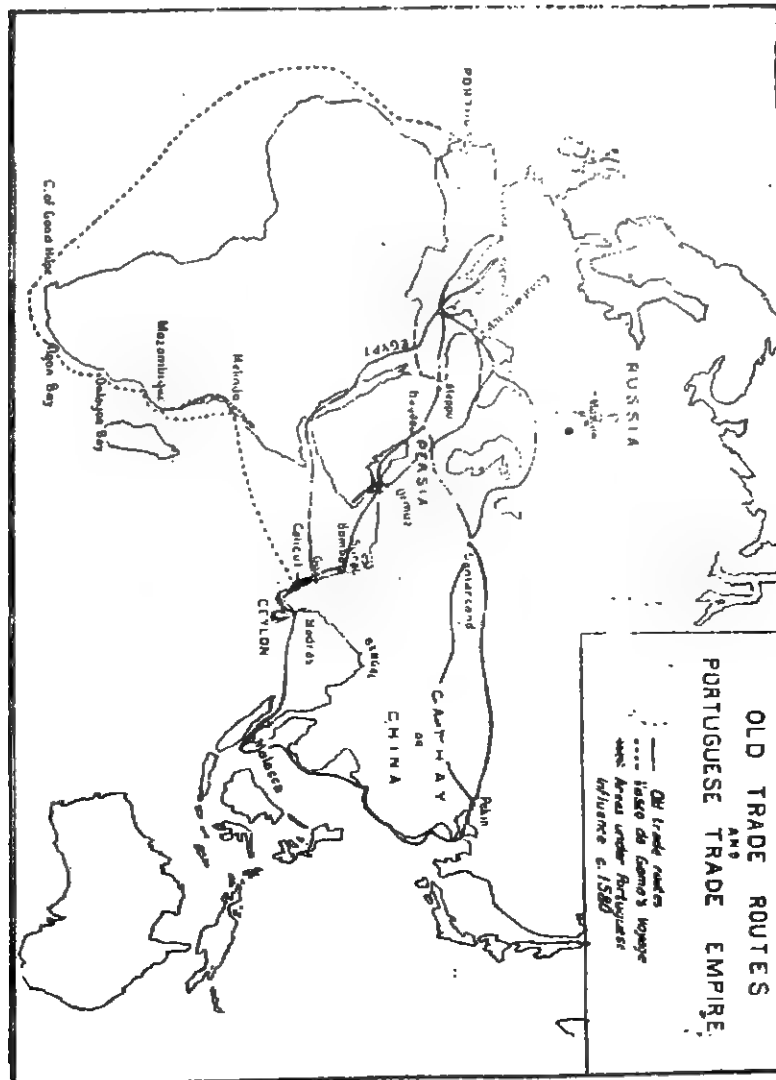 OLD TRADE ROUTES
AND
PORTUGUESE TRADE EMPIRE
Old trade routes
Vasco da Gama's Voyage
Areas under Portuguese
influence c. 1580
RUSSIA
EGYPT
Aleppo
PERSIA
Ormus
Samarcand
CATHAY
OR
CHINA
Pekin
Surat
Bombay
Goa
Calicut
CEYLON
Madras
BENGAL
Malacca
Melinda
Mozambique
Delagoa Bay
Algoa Bay
C. of Good Hope